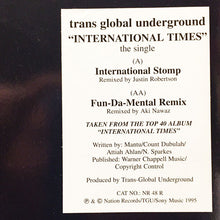 trans global underground
"INTERNATIONAL TIMES"
the single
(A)
International Stomp
Remixed by Justin Robertson
(AA)
Fun-Da-Mental Remix
Remixed by Aki Nawaz
TAKEN FROM THE TOP 40 ALBUM
"INTERNATIONAL TIMES"
Written by: Mantu/Count Dubulah/
Attiah Ahlan/N. Sparkes
Published: Warner Chappell Music/
Copyright Control
Produced by Trans-Global Underground
CAT NO.: NR 48 R
℗ & © Nation Records/TGU/Sony Music 1995